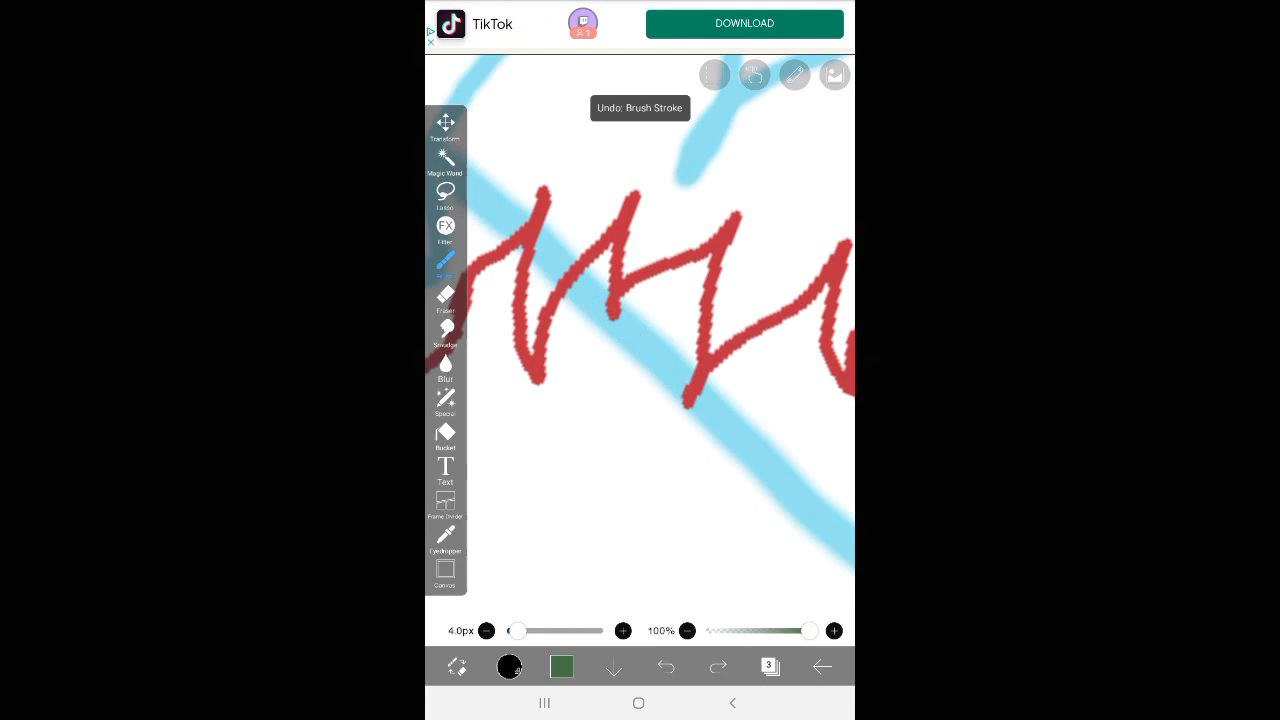 TikTok
1
DOWNLOAD
Undo: Brush Stroke
Transform
Magic Wand
Lasso
FX
Filter
Eraser
Smudge
Blur
Special
Bucket
T
Text
Frame Divider
Eyedropper
Canvas
4.0px
100%
3